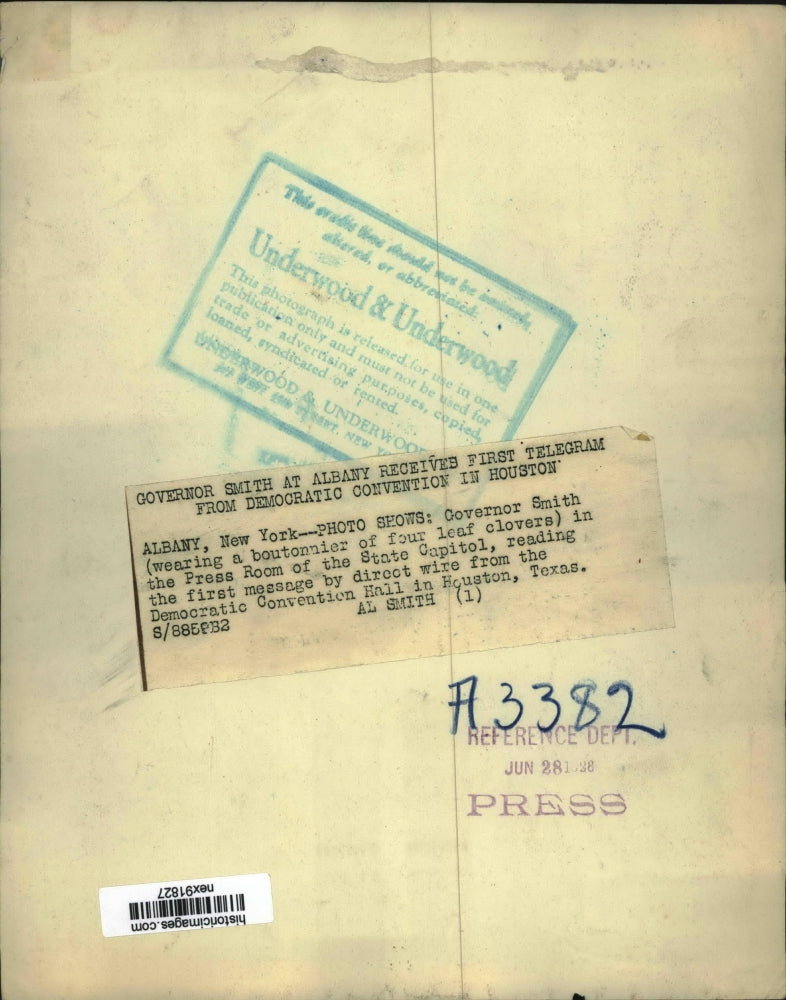 This credit line should not be omitted,
altered, or abbreviated:
Underwood & Underwood
This photograph is released for use in one
publication only and must not be used for
trade or advertising purposes, copied,
loaned, syndicated or rented.
UNDERWOOD & UNDERWOOD
WEST STREET, NEW
GOVERNOR SMITH AT ALBANY RECEIVES FIRST TELEGRAM
FROM DEMOCRATIC CONVENTION IN HOUSTON
ALBANY, New York--PHOTO SHOWS: Governor Smith
(wearing a boutonnier of four leaf clovers) in
the Press Room of the State Capitol, reading
the first message by direct wire from the
Democratic Convention Hall in Houston, Texas.
AL SMITH (1)
A3382
REFERENCE DEPT.
JUN 28
PRESS
historicimages.com
nex91827